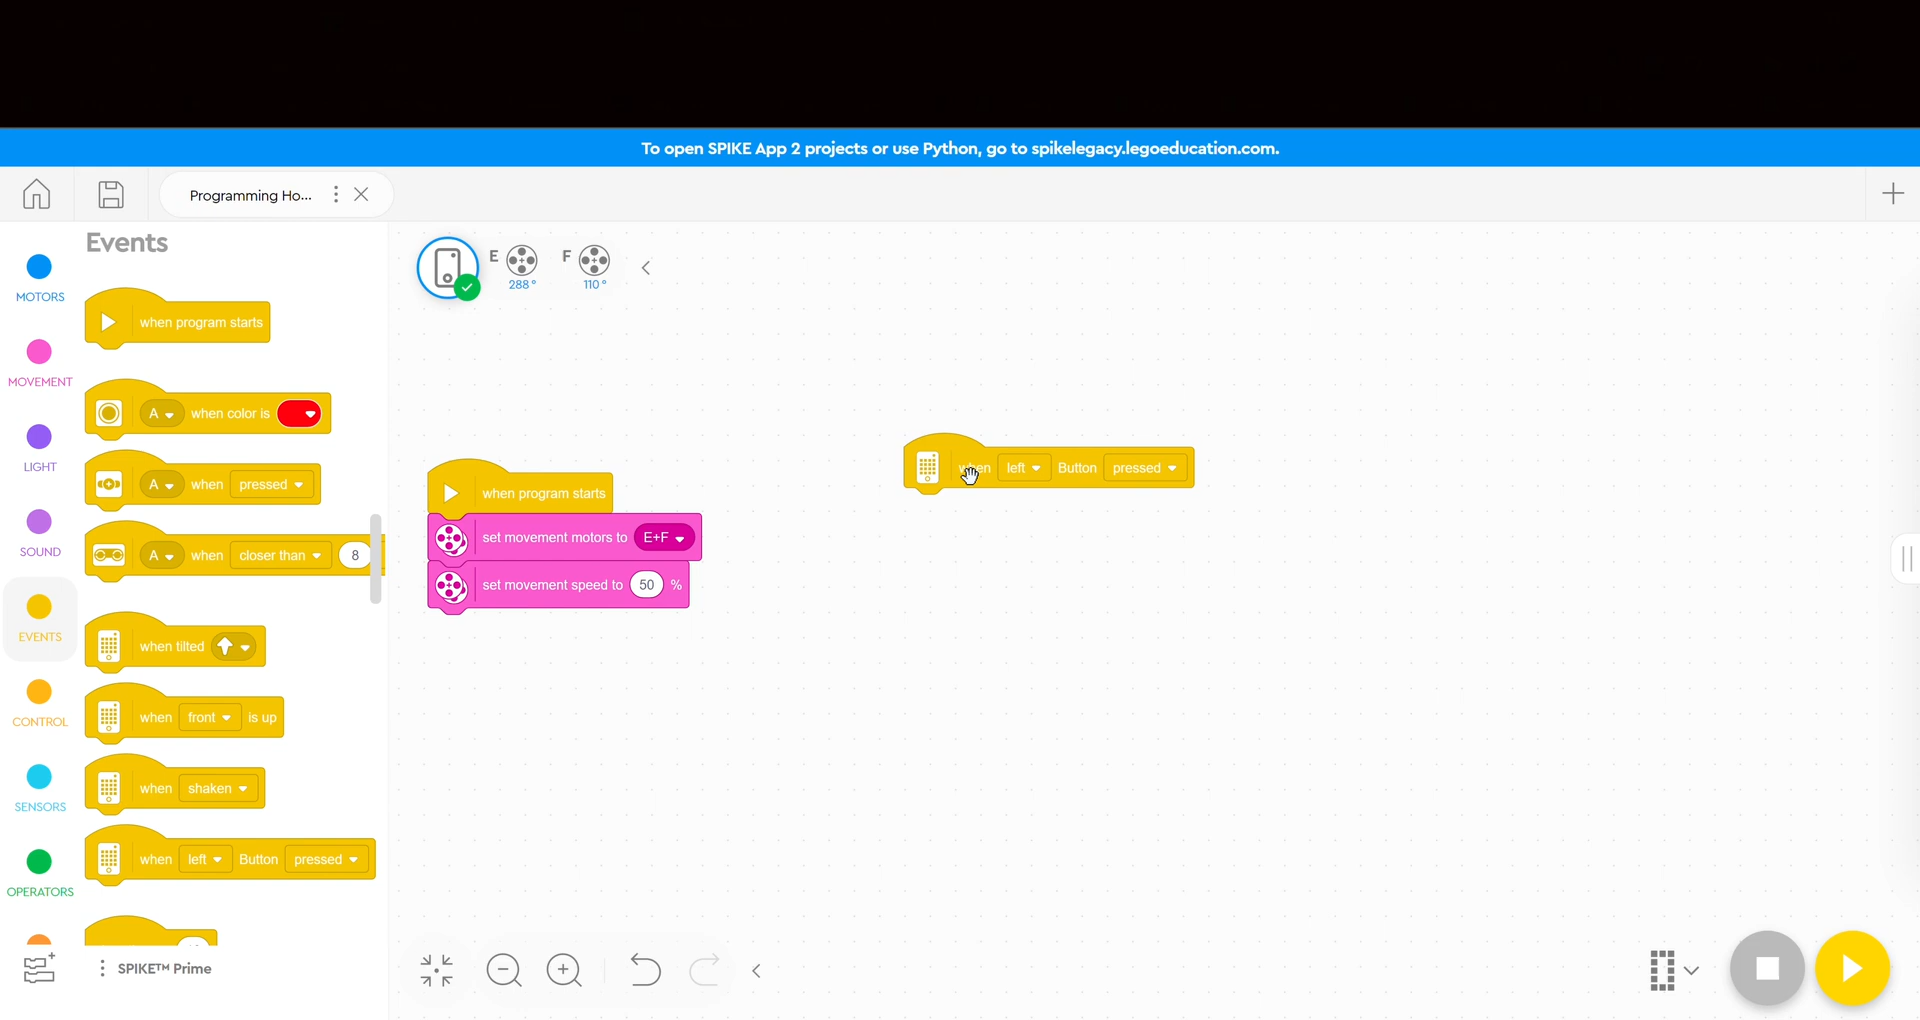 To open SPIKE App 2 projects or use Python, go to spikelegacy.legoeducation.com.
Programming Ho...
Events
MOTORS
MOVEMENT
LIGHT
SOUND
EVENTS
CONTROL
SENSORS
OPERATORS
when program starts
A when color is
A when pressed
A when closer than 8
when tilted
when front is up
when shaken
when left Button pressed
SPIKE™ Prime
E 288° F 110°
when program starts
set movement motors to E+F
set movement speed to 50 %
when left Button pressed